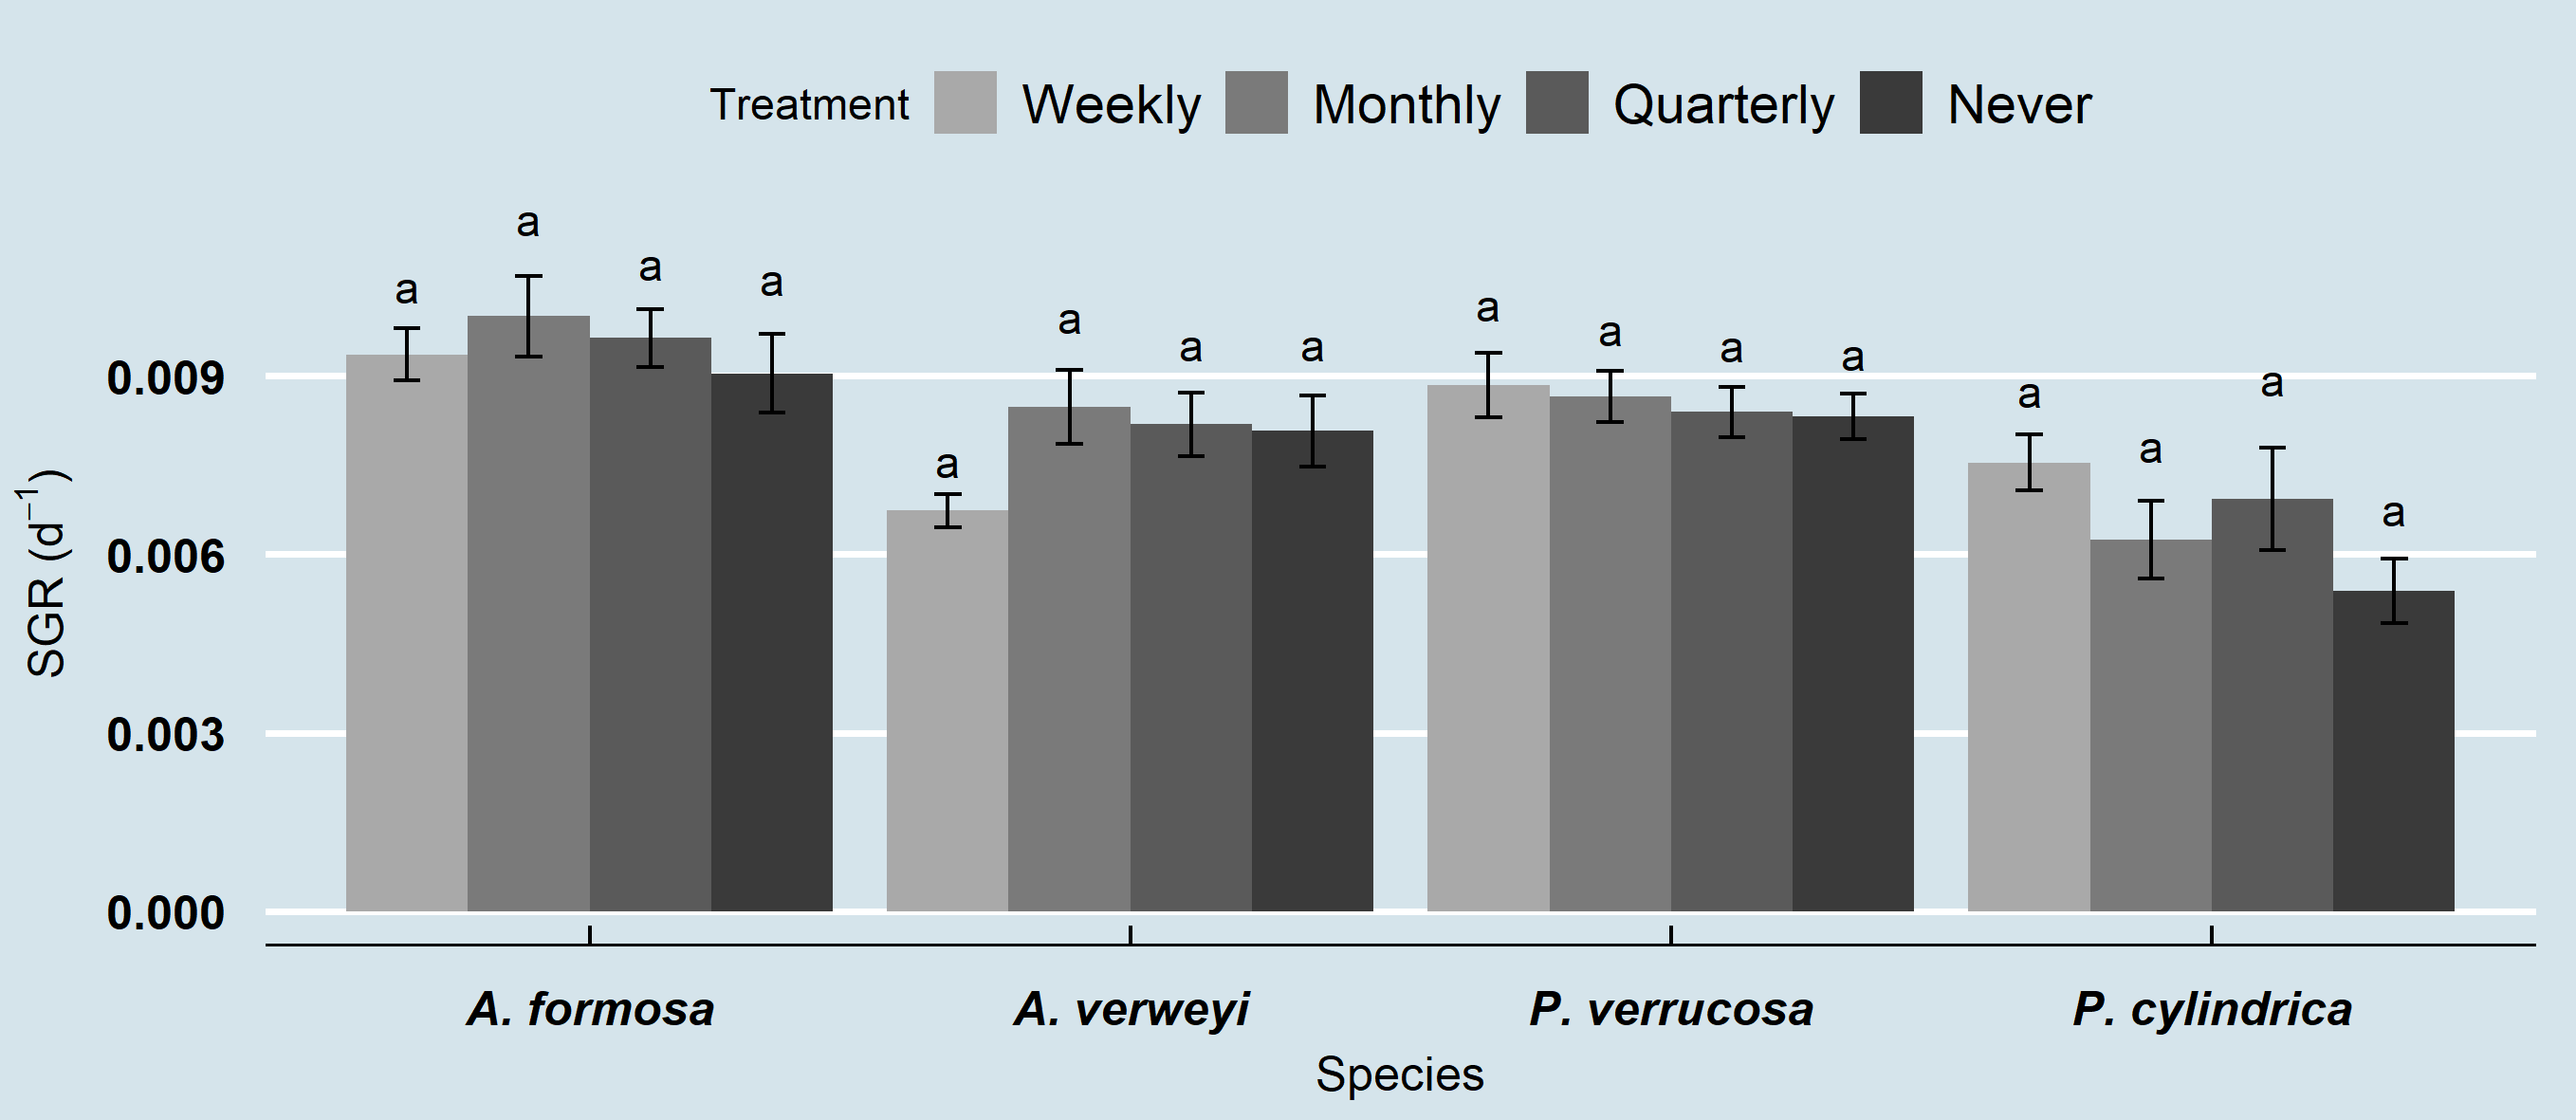 Treatment Weekly Monthly Quarterly Never
a a a a a a a a a a a a a a a a
0.009
0.006
0.003
0.000
SGR (d⁻¹)
A. formosa A. verweyi P. verrucosa P. cylindrica
Species